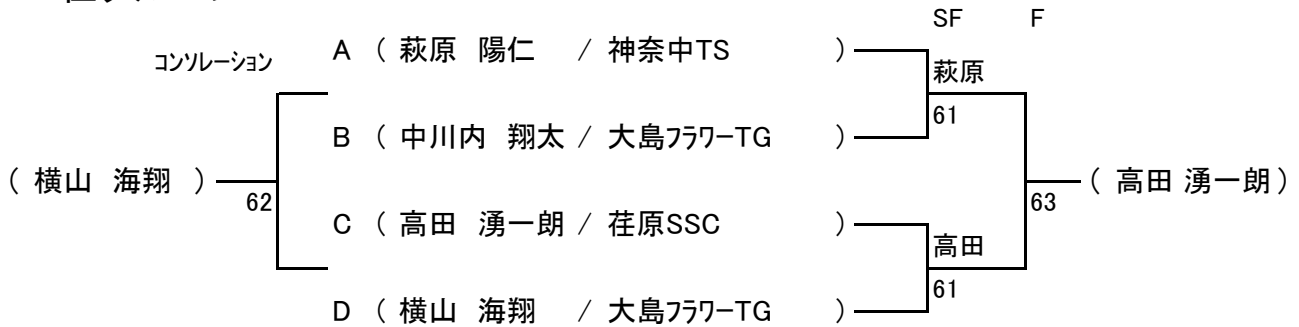 SF F
コンソレーション
A ( 萩原 陽仁 / 神奈中TS )
萩原
61
B ( 中川内 翔太 / 大島フラワーTG )
( 横山 海翔 )
62
( 高田 湧一朗 )
63
C ( 高田 湧一朗 / 荏原SSC )
高田
61
D ( 横山 海翔 / 大島フラワーTG )